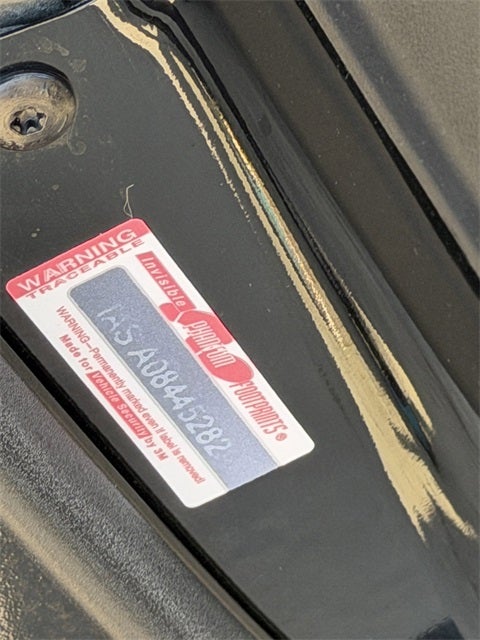 WARNING
TRACEABLE
Invisible
PHANTOM
FOOTPRINTS®
IAS A08445282
WARNING—Permanently marked even if label is removed!
Made for Vehicle Security by 3M